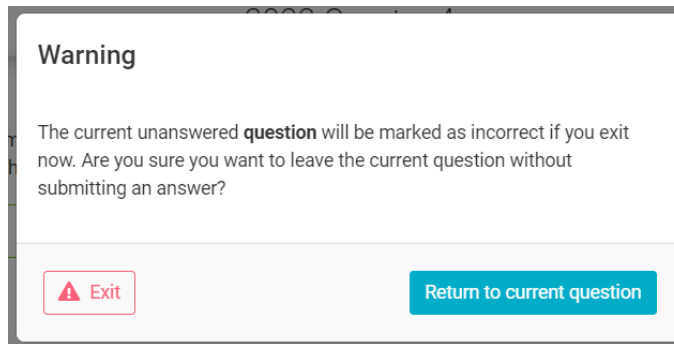 Warning
The current unanswered question will be marked as incorrect if you exit
now. Are you sure you want to leave the current question without
submitting an answer?
Exit
Return to current question